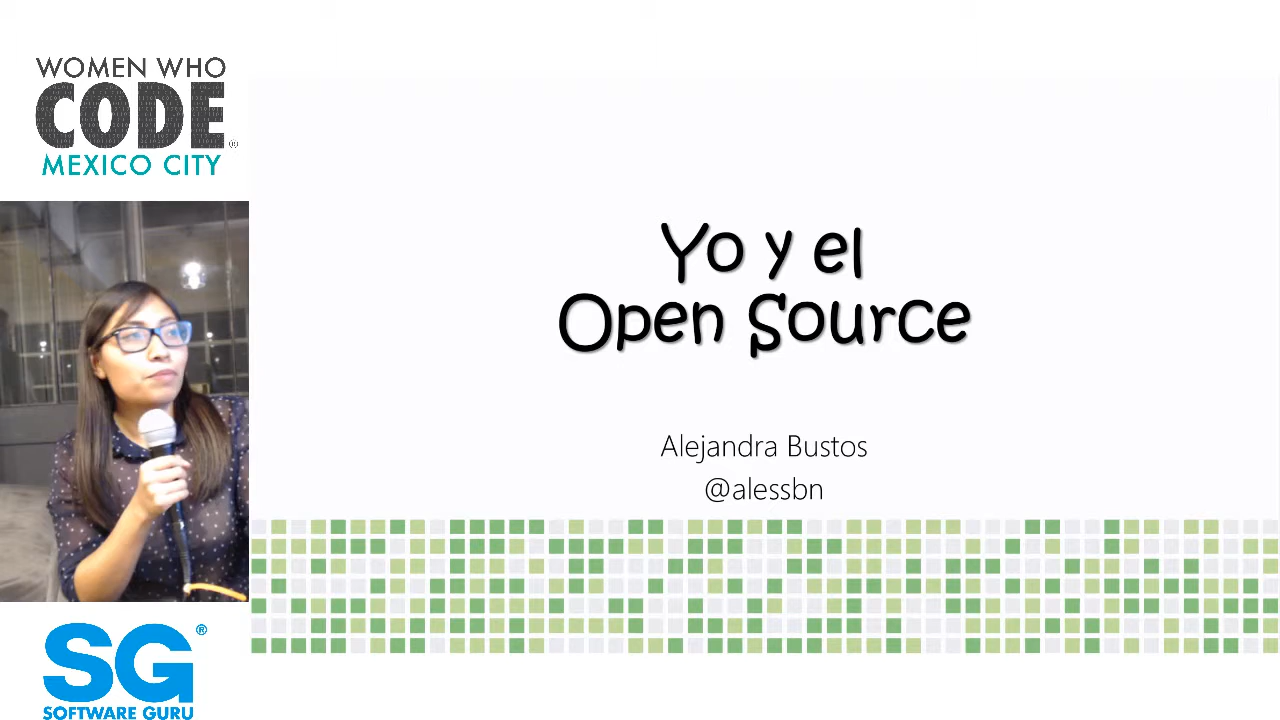 WOMEN WHO
CODE®
MEXICO CITY
Yo y el
Open Source
Alejandra Bustos
@alessbn
SG®
SOFTWARE GURU